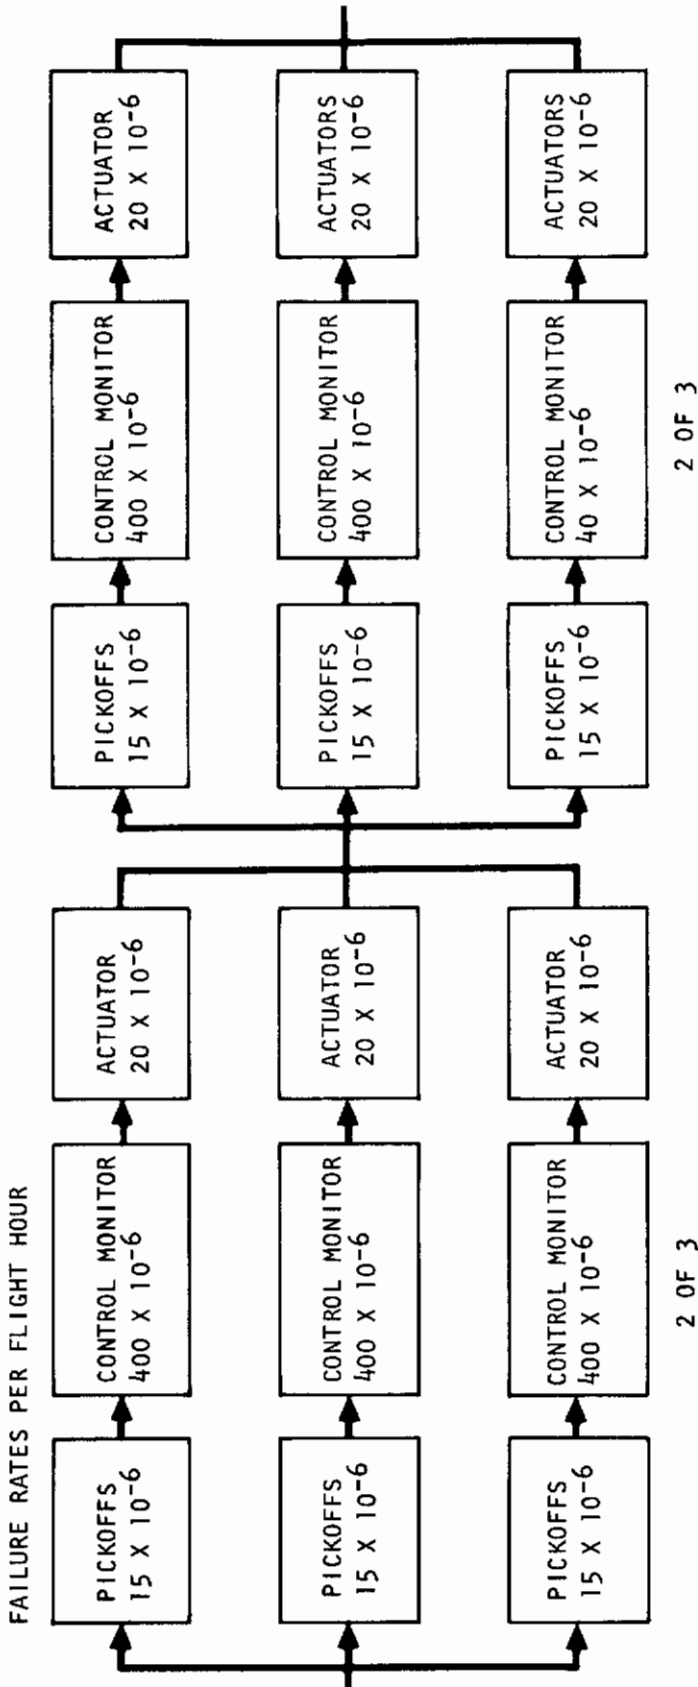 FAILURE RATES PER FLIGHT HOUR
PICKOFFS
15 X 10-6
CONTROL MONITOR
400 X 10-6
ACTUATOR
20 X 10-6
PICKOFFS
15 X 10-6
CONTROL MONITOR
400 X 10-6
ACTUATOR
20 X 10-6
PICKOFFS
15 X 10-6
CONTROL MONITOR
400 X 10-6
ACTUATOR
20 X 10-6
2 OF 3
PICKOFFS
15 X 10-6
CONTROL MONITOR
400 X 10-6
ACTUATOR
20 X 10-6
PICKOFFS
15 X 10-6
CONTROL MONITOR
400 X 10-6
ACTUATORS
20 X 10-6
PICKOFFS
15 X 10-6
CONTROL MONITOR
40 X 10-6
ACTUATORS
20 X 10-6
2 OF 3